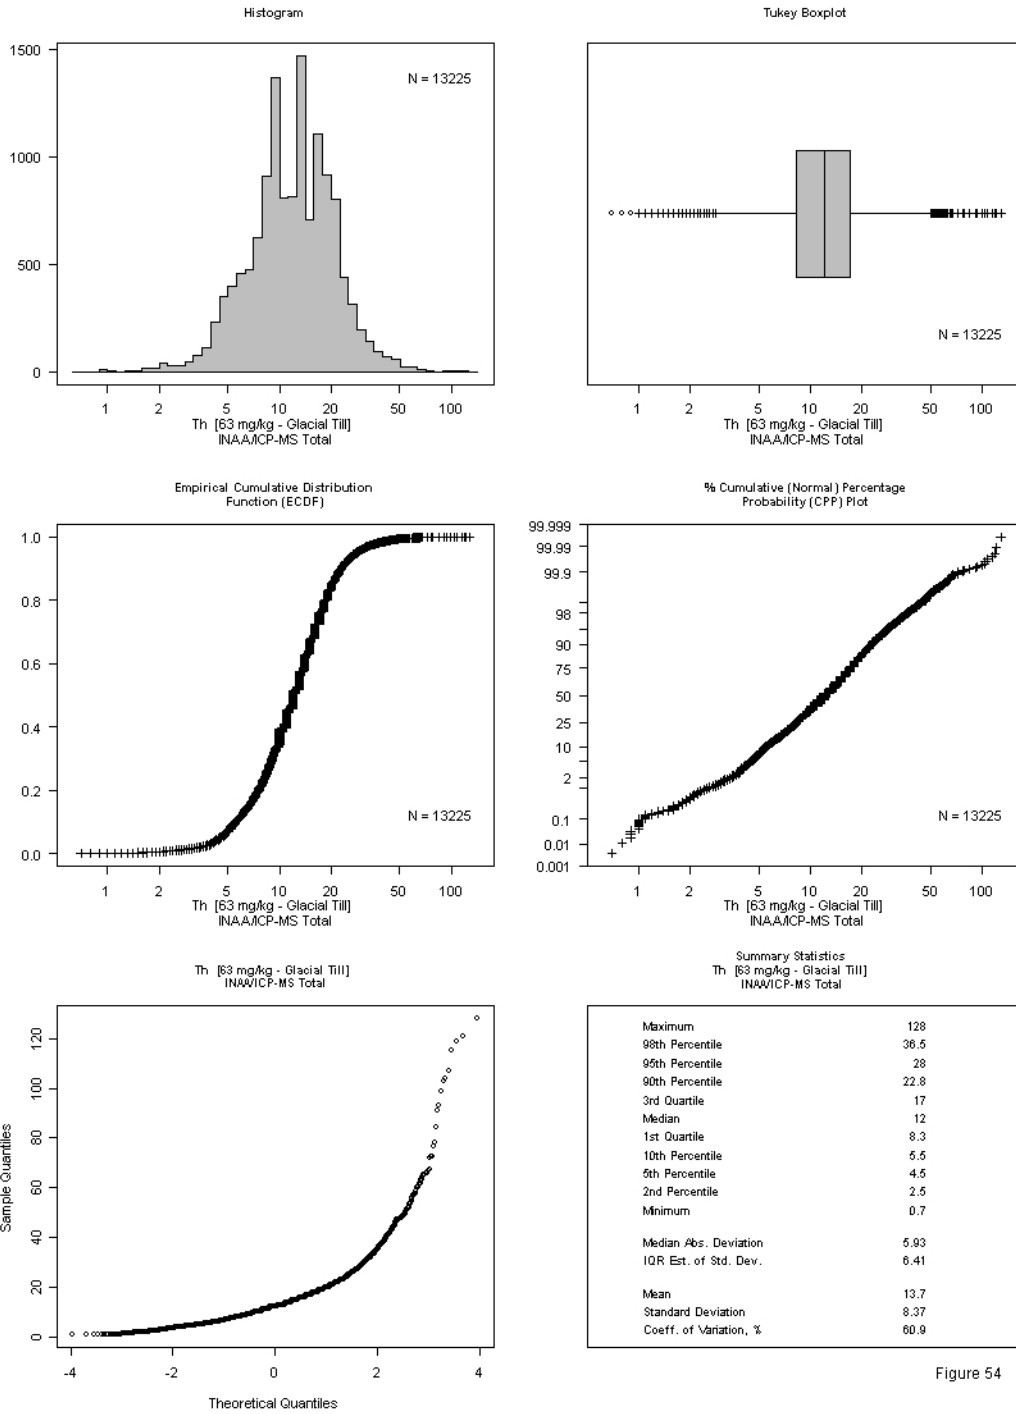 Histogram
1500
1000
500
0
N = 13225
1 2 5 10 20 50 100
Th [63 mg/kg - Glacial Till]
INAA/ICP-MS Total
Tukey Boxplot
N = 13225
1 2 5 10 20 50 100
Th [63 mg/kg - Glacial Till]
INAA/ICP-MS Total
Empirical Cumulative Distribution
Function (ECDF)
1.0
0.8
0.6
0.4
0.2
0.0
N = 13225
1 2 5 10 20 50 100
Th [63 mg/kg - Glacial Till]
INAA/ICP-MS Total
% Cumulative (Normal) Percentage
Probability (CPP) Plot
99.999
99.99
99.9
98
90
75
50
25
10
2
0.1
0.01
0.001
N = 13225
1 2 5 10 20 50 100
Th [63 mg/kg - Glacial Till]
INAA/ICP-MS Total
Th [63 mg/kg - Glacial Till]
INAA/ICP-MS Total
Sample Quantiles
120
100
80
60
40
20
0
-4 -2 0 2 4
Theoretical Quantiles
Summary Statistics
Th [63 mg/kg - Glacial Till]
INAA/ICP-MS Total
Maximum 128
98th Percentile 36.5
95th Percentile 28
90th Percentile 22.8
3rd Quartile 17
Median 12
1st Quartile 8.3
10th Percentile 5.5
5th Percentile 4.5
2nd Percentile 2.5
Minimum 0.7
Median Abs. Deviation 5.93
IQR Est. of Std. Dev. 6.41
Mean 13.7
Standard Deviation 8.37
Coeff. of Variation, % 60.9
Figure 54